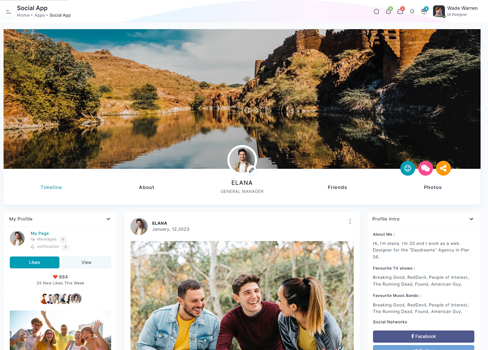 Social App
Home • Apps • Social App
Wade Warren
UI Designer
ELANA
GENERAL MANAGER
Timeline
About
Friends
Photos
My Profile
My Page
Messages
notification
Likes
View
884
35 New Likes This Week
ELANA
January, 12,2023
Profile Intro
About Me :
Hi, I'm elana, I'm 30 and I work as a web
Designer for the "Daydreams" Agency in Pier
56.
Favourite TV shows :
Breaking Good, RedDevil, People of Interest,
The Running Dead, Found, American Guy.
Favourite Music Bands :
Breaking Good, RedDevil, People of Interest,
The Running Dead, Found, American Guy.
Social Networks
Facebook